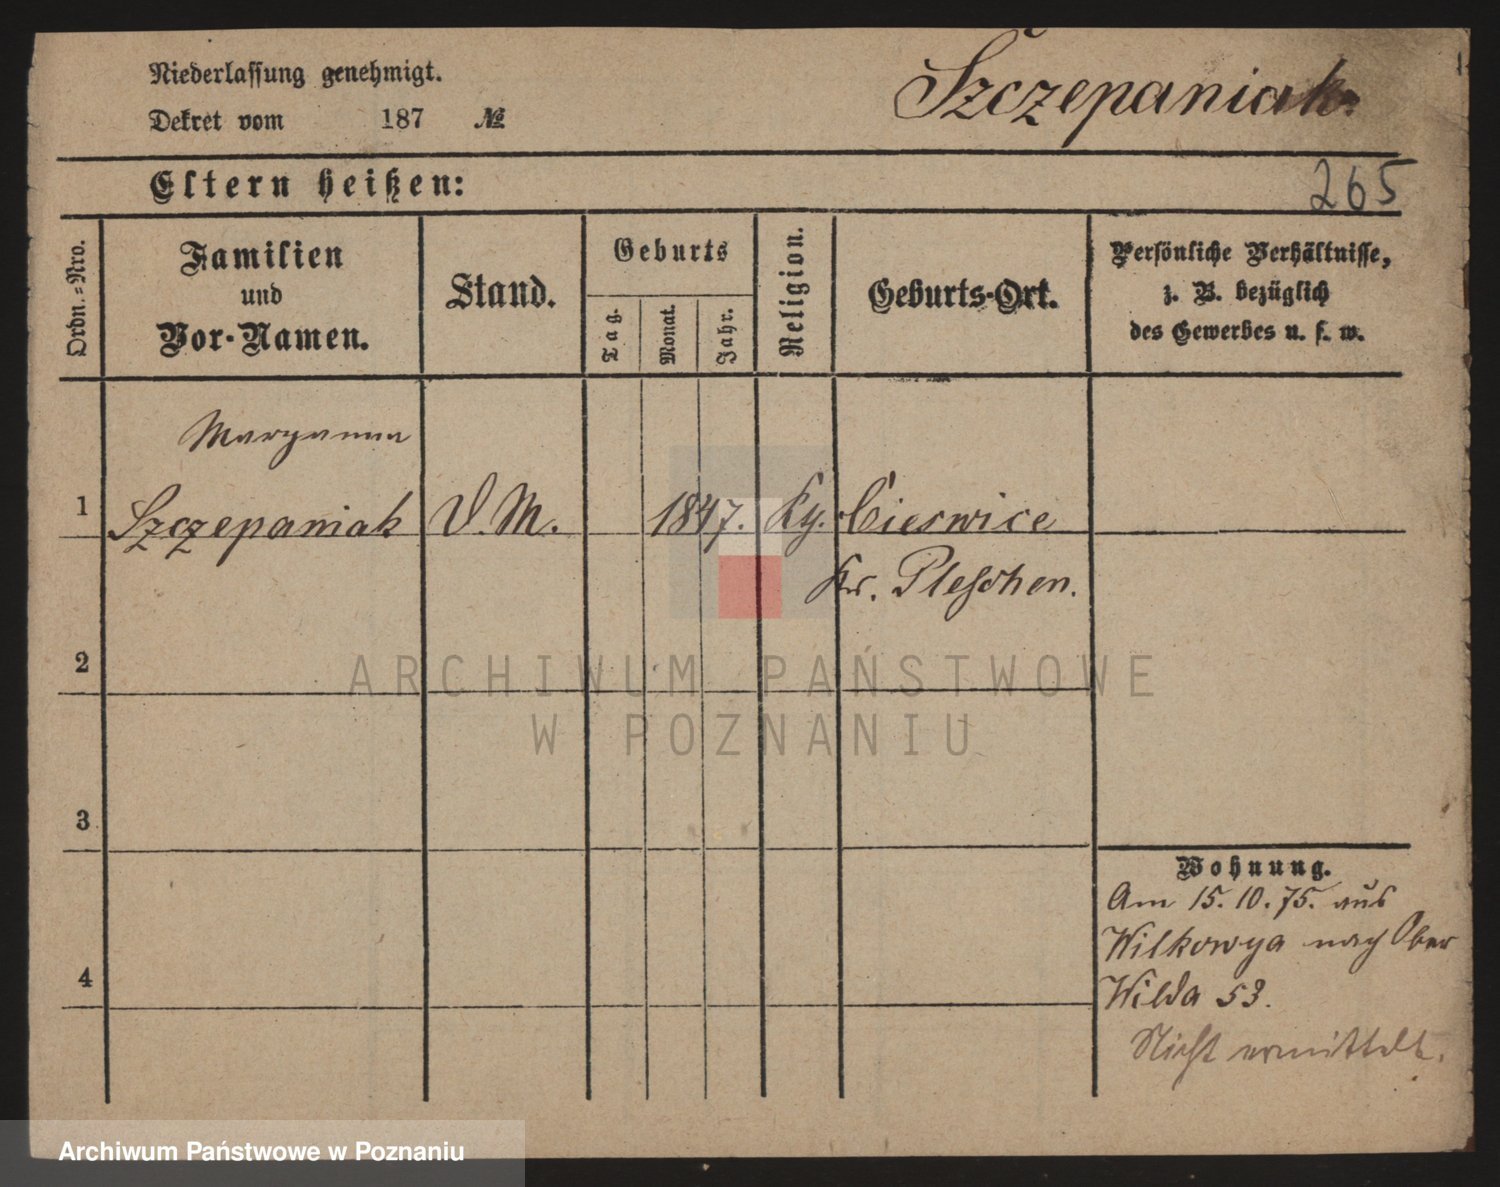 Niederlassung genehmigt.
Szczepaniak.
Dekret vom 187 №
Eltern heißen:
265
Ordn.=Nro.
Familien
und
Vor-Namen.
Stand.
Geburts
Tag.
Monat.
Jahr.
Religion.
Geburts-Ort.
Persönliche Verhältnisse,
z. B. bezüglich
des Gewerbes u. s. w.
Maryanna
1 Szczepaniak D. M. 1847. Ky. Cieswice
Kr. Pleschen.
2
ARCHIWUM PAŃSTWOWE
W POZNANIU
3
Wohnung.
Am 15. 10. 75. aus
Wilkowya nach Ober
4
Wilda 53.
Nicht ermittelt.
Archiwum Państwowe w Poznaniu